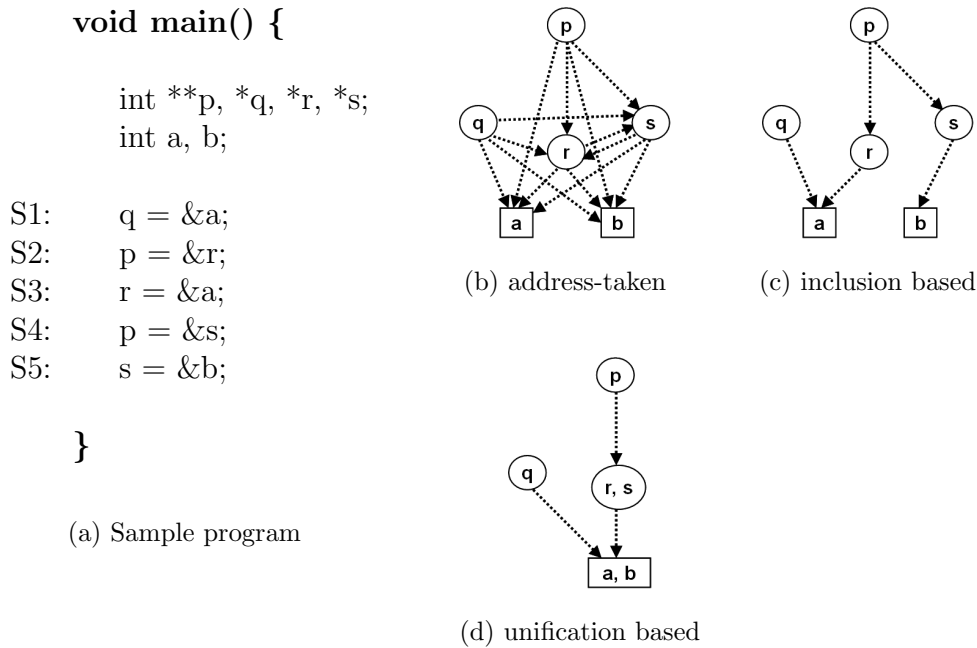 void main() {
int **p, *q, *r, *s;
int a, b;
S1: q = &a;
S2: p = &r;
S3: r = &a;
S4: p = &s;
S5: s = &b;
}
(a) Sample program
p
q
s
r
a
b
(b) address-taken
p
q
s
r
a
b
(c) inclusion based
p
q
r, s
a, b
(d) unification based